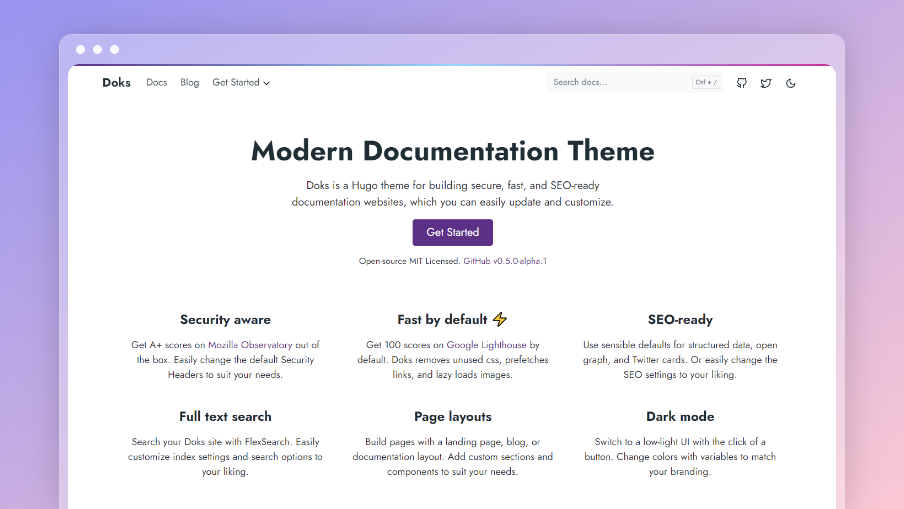 Doks Docs Blog Get Started Search docs... Ctrl + /
Modern Documentation Theme
Doks is a Hugo theme for building secure, fast, and SEO-ready
documentation websites, which you can easily update and customize.
Get Started
Open-source MIT Licensed. GitHub v0.5.0-alpha.1
Security aware
Get A+ scores on Mozilla Observatory out of
the box. Easily change the default Security
Headers to suit your needs.
Fast by default ⚡
Get 100 scores on Google Lighthouse by
default. Doks removes unused css, prefetches
links, and lazy loads images.
SEO-ready
Use sensible defaults for structured data, open
graph, and Twitter cards. Or easily change the
SEO settings to your liking.
Full text search
Search your Doks site with FlexSearch. Easily
customize index settings and search options to
your liking.
Page layouts
Build pages with a landing page, blog, or
documentation layout. Add custom sections and
components to suit your needs.
Dark mode
Switch to a low-light UI with the click of a
button. Change colors with variables to match
your branding.